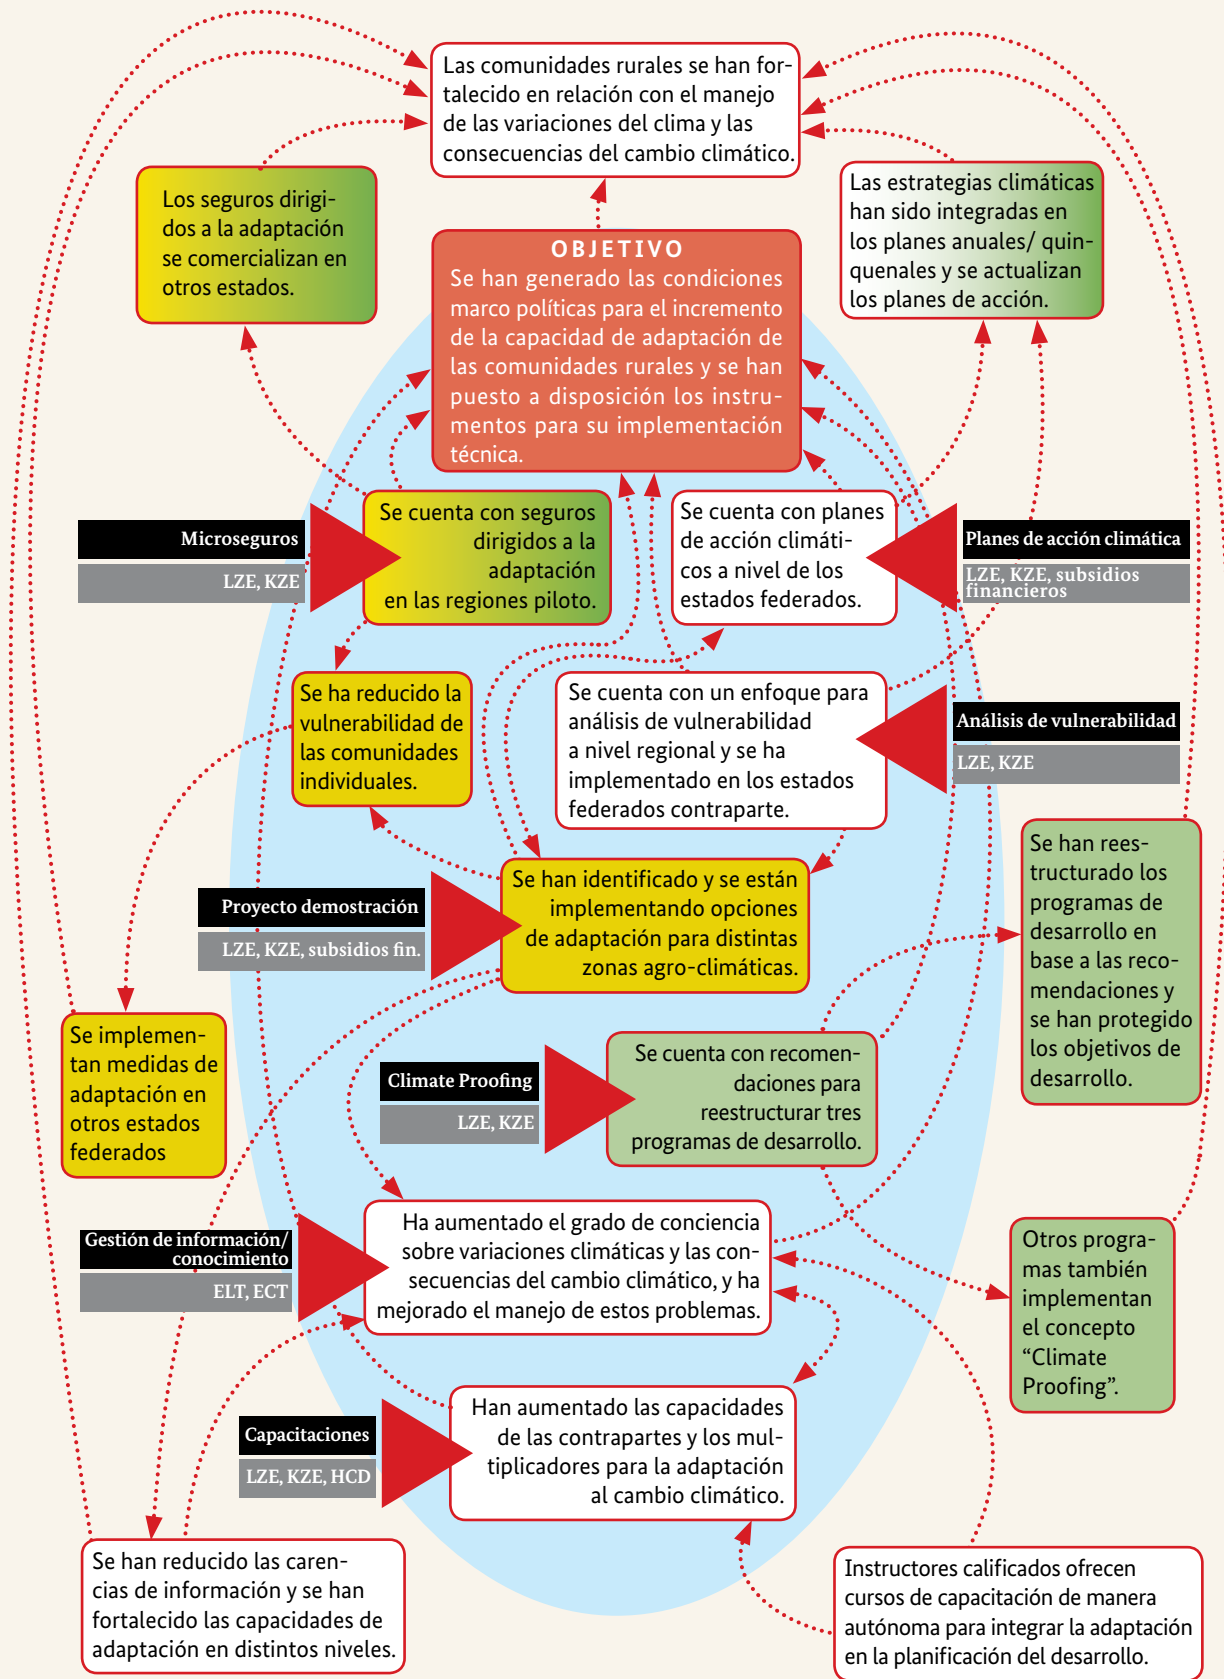 Las comunidades rurales se han for-
talecido en relación con el manejo
de las variaciones del clima y las
consecuencias del cambio climático.
Los seguros dirigi-
dos a la adaptación
se comercializan en
otros estados.
Las estrategias climáticas
han sido integradas en
los planes anuales/ quin-
quenales y se actualizan
los planes de acción.
OBJETIVO
Se han generado las condiciones
marco políticas para el incremento
de la capacidad de adaptación de
las comunidades rurales y se han
puesto a disposición los instru-
mentos para su implementación
técnica.
Microseguros
LZE, KZE
Se cuenta con seguros
dirigidos a la
adaptación
en las regiones piloto.
Se cuenta con planes
de acción climáti-
cos a nivel de los
estados federados.
Planes de acción climática
LZE, KZE, subsidios
financieros
Se ha reducido la
vulnerabilidad de
las comunidades
individuales.
Se cuenta con un enfoque para
análisis de vulnerabilidad
a nivel regional y se ha
implementado en los estados
federados contraparte.
Análisis de vulnerabilidad
LZE, KZE
Proyecto demostración
LZE, KZE, subsidios fin.
Se han identificado y se están
implementando opciones
de adaptación para distintas
zonas agro-climáticas.
Se han rees-
tructurado los
programas de
desarrollo en
base a las reco-
mendaciones y
se han protegido
los objetivos de
desarrollo.
Se implemen-
tan medidas de
adaptación en
otros estados
federados
Climate Proofing
LZE, KZE
Se cuenta con recomen-
daciones para
reestructurar tres
programas de desarrollo.
Gestión de información/
conocimiento
ELT, ECT
Ha aumentado el grado de conciencia
sobre variaciones climáticas y las con-
secuencias del cambio climático, y ha
mejorado el manejo de estos problemas.
Otros progra-
mas también
implementan
el concepto
“Climate
Proofing”.
Capacitaciones
LZE, KZE, HCD
Han aumentado las capacidades
de las contrapartes y los mul-
tiplicadores para la adaptación
al cambio climático.
Se han reducido las caren-
cias de información y se han
fortalecido las capacidades de
adaptación en distintos niveles.
Instructores calificados ofrecen
cursos de capacitación de manera
autónoma para integrar la adaptación
en la planificación del desarrollo.